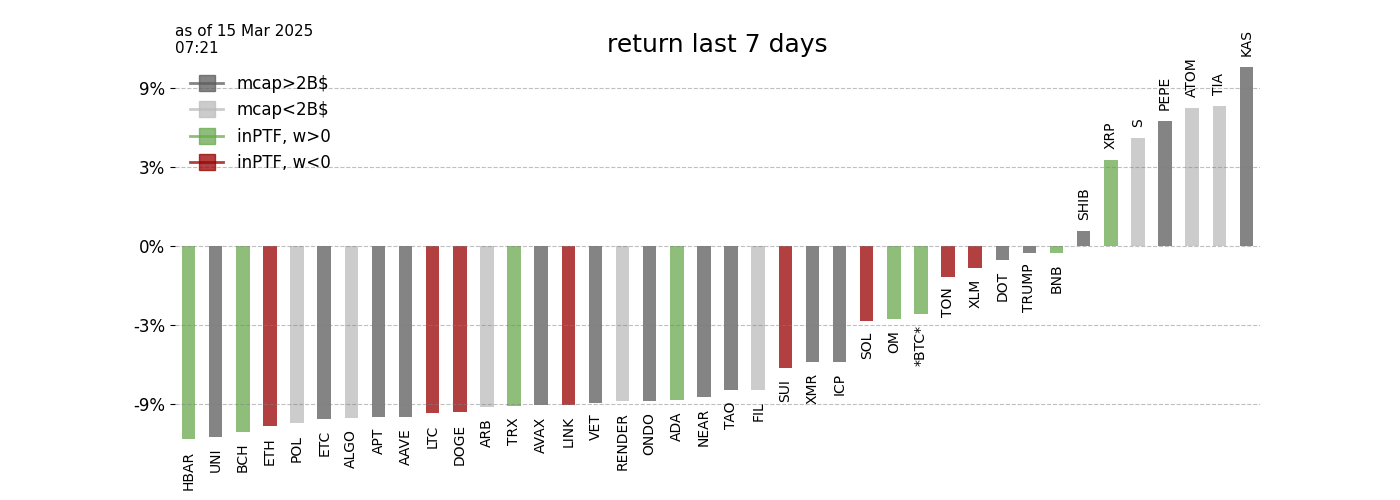 as of 15 Mar 2025
07:21
return last 7 days
mcap>2B$
mcap<2B$
inPTF, w>0
inPTF, w<0
9%
3%
0%
-3%
-9%
HBAR
UNI
BCH
ETH
POL
ETC
ALGO
APT
AAVE
LTC
DOGE
ARB
TRX
AVAX
LINK
VET
RENDER
ONDO
ADA
NEAR
TAO
FIL
SUI
XMR
ICP
SOL
OM
*BTC*
TON
XLM
DOT
TRUMP
BNB
SHIB
XRP
S
PEPE
ATOM
TIA
KAS